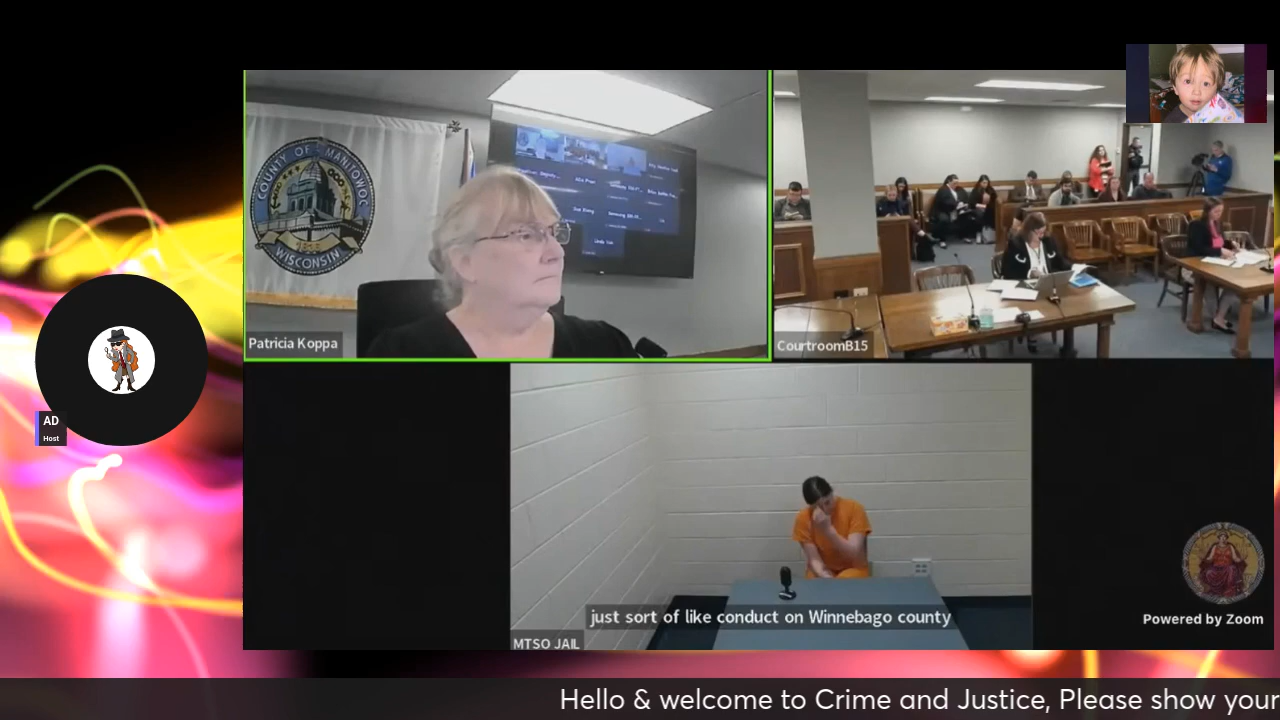 COUNTY OF MANITOWOC
WISCONSIN
Patricia Koppa
CourtroomB15
AD
Host
just sort of like conduct on Winnebago county
MTSO JAIL
Powered by Zoom
Hello & welcome to Crime and Justice, Please show your